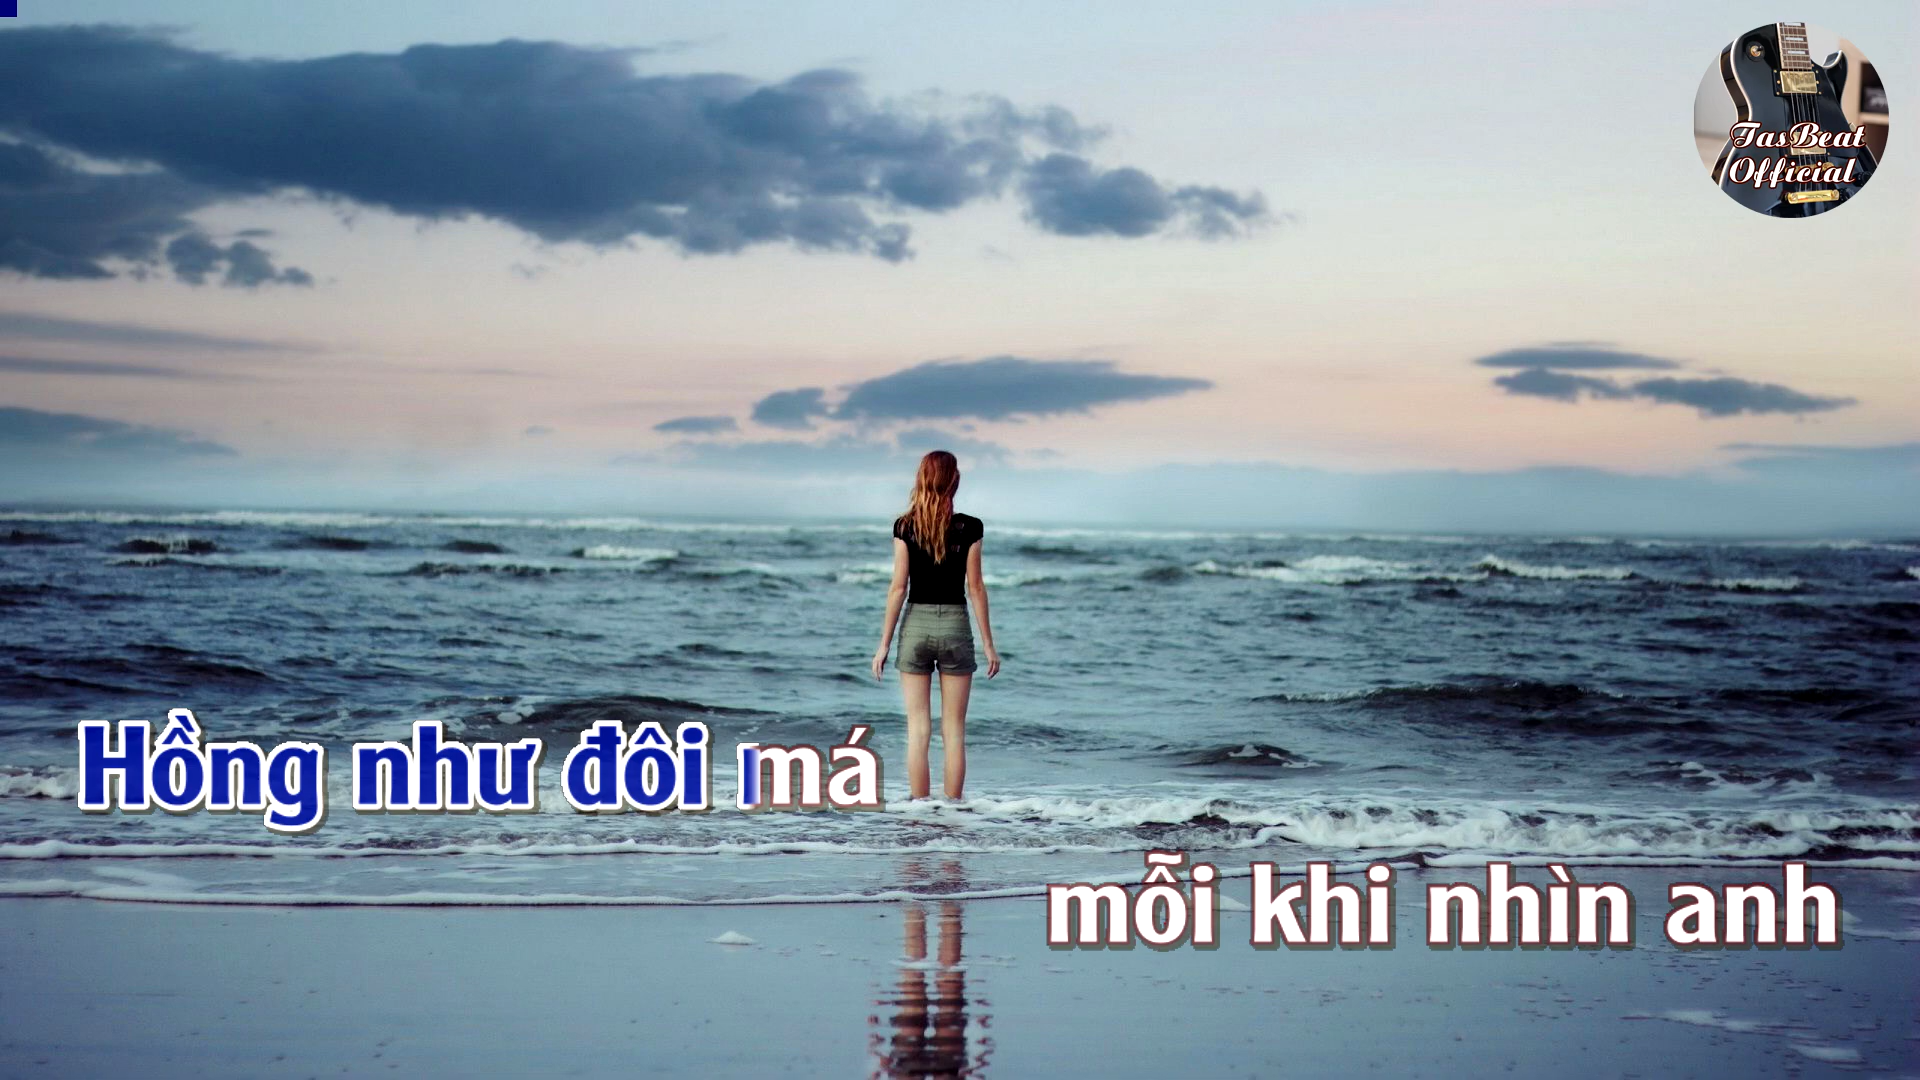 TasBeat
Official
Hồng như đôi má
mỗi khi nhìn anh